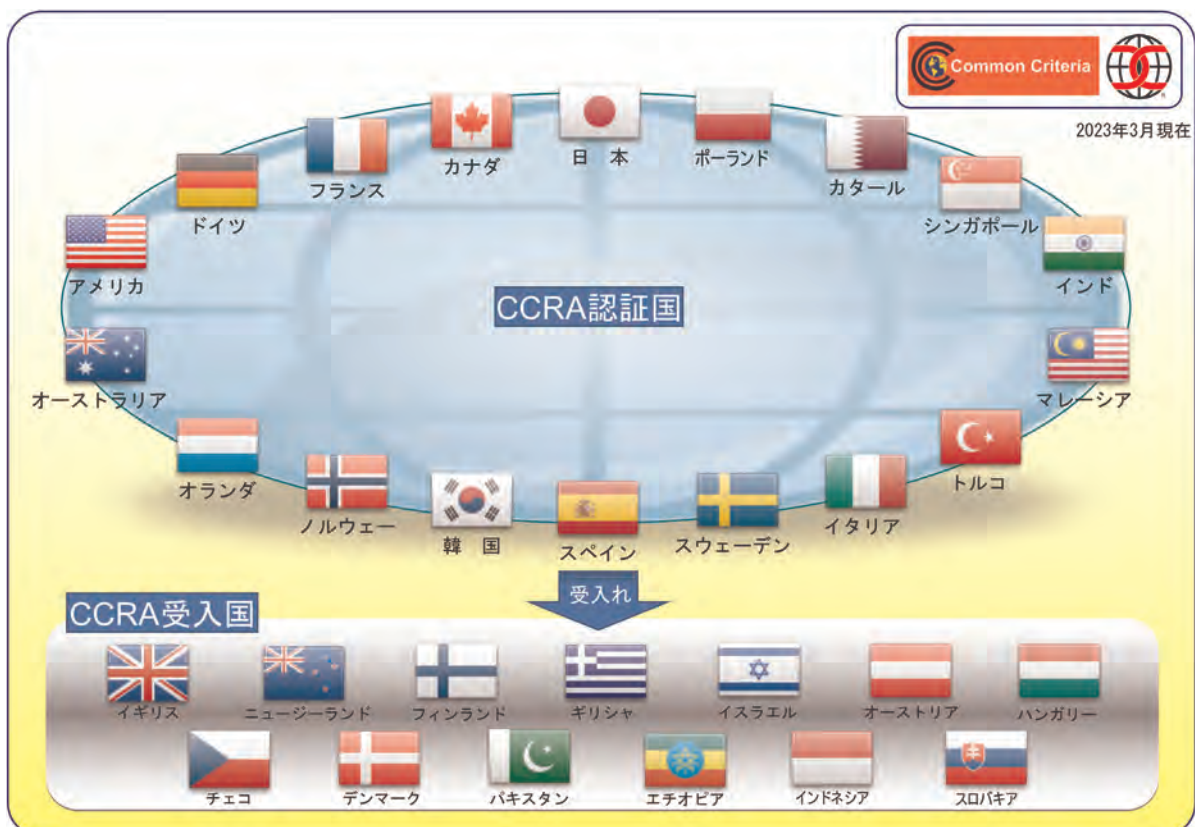 Common Criteria
2023年3月現在
日 本
カナダ
ポーランド
フランス
カタール
ドイツ
シンガポール
アメリカ
インド
CCRA認証国
オーストラリア
マレーシア
オランダ
トルコ
ノルウェー
イタリア
韓 国
スペイン
スウェーデン
受入れ
CCRA受入国
イギリス
ニュージーランド
フィンランド
ギリシャ
イスラエル
オーストリア
ハンガリー
チェコ
デンマーク
パキスタン
エチオピア
インドネシア
スロバキア